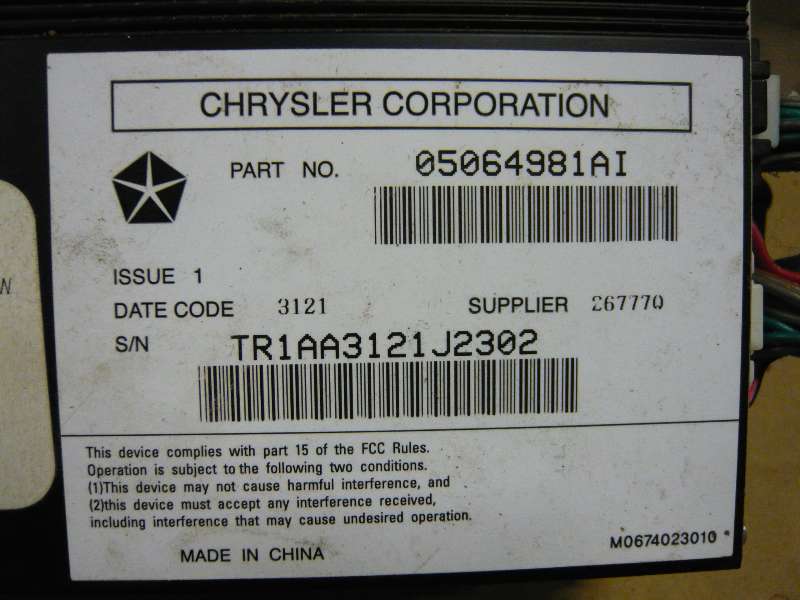 CHRYSLER CORPORATION
PART NO. 05064981AI
ISSUE 1
DATE CODE 3121 SUPPLIER 267770
S/N TR1AA3121J2302
This device complies with part 15 of the FCC Rules.
Operation is subject to the following two conditions.
(1)This device may not cause harmful interference, and
(2)this device must accept any interference received,
including interference that may cause undesired operation.
MADE IN CHINA
M0674023010